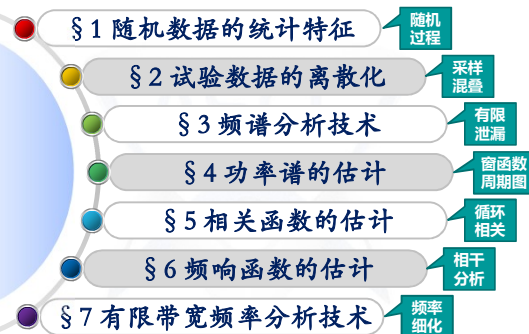 §1 随机数据的统计特征
随机
过程
§2 试验数据的离散化
采样
混叠
§3 频谱分析技术
有限
泄漏
§4 功率谱的估计
窗函数
周期图
§5 相关函数的估计
循环
相关
§6 频响函数的估计
相干
分析
§7 有限带宽频率分析技术
频率
细化